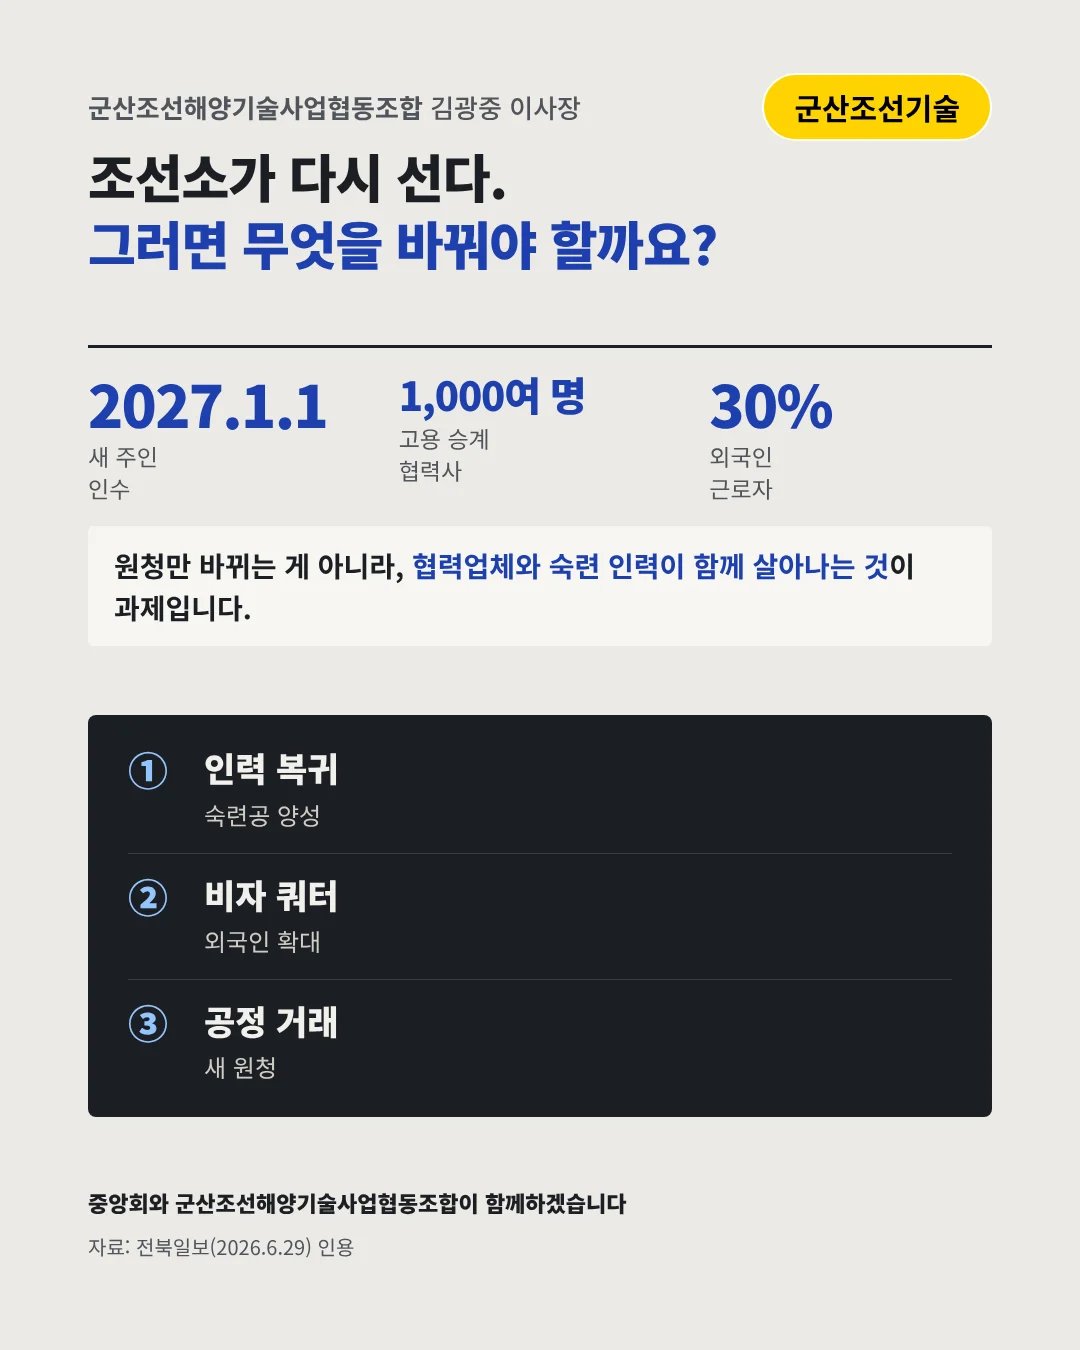 군산조선해양기술사업협동조합 김광중 이사장
군산조선기술
조선소가 다시 선다.
그러면 무엇을 바꿔야 할까요?
2027.1.1
새 주인
인수
1,000여 명
고용 승계
협력사
30%
외국인
근로자
원청만 바뀌는 게 아니라, 협력업체와 숙련 인력이 함께 살아나는 것이
과제입니다.
① 인력 복귀
숙련공 양성
② 비자 쿼터
외국인 확대
③ 공정 거래
새 원청
중앙회와 군산조선해양기술사업협동조합이 함께하겠습니다
자료: 전북일보(2026.6.29) 인용